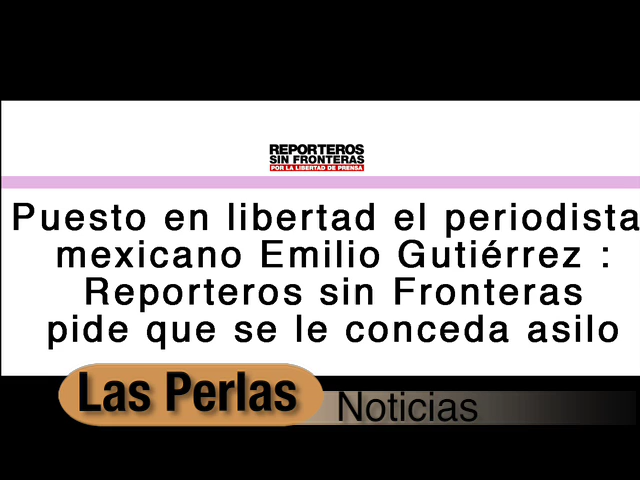 REPORTEROS
SIN FRONTERAS
POR LA LIBERTAD DE PRENSA
Puesto en libertad el periodista
mexicano Emilio Gutiérrez :
Reporteros sin Fronteras
pide que se le conceda asilo
Las Perlas
Noticias